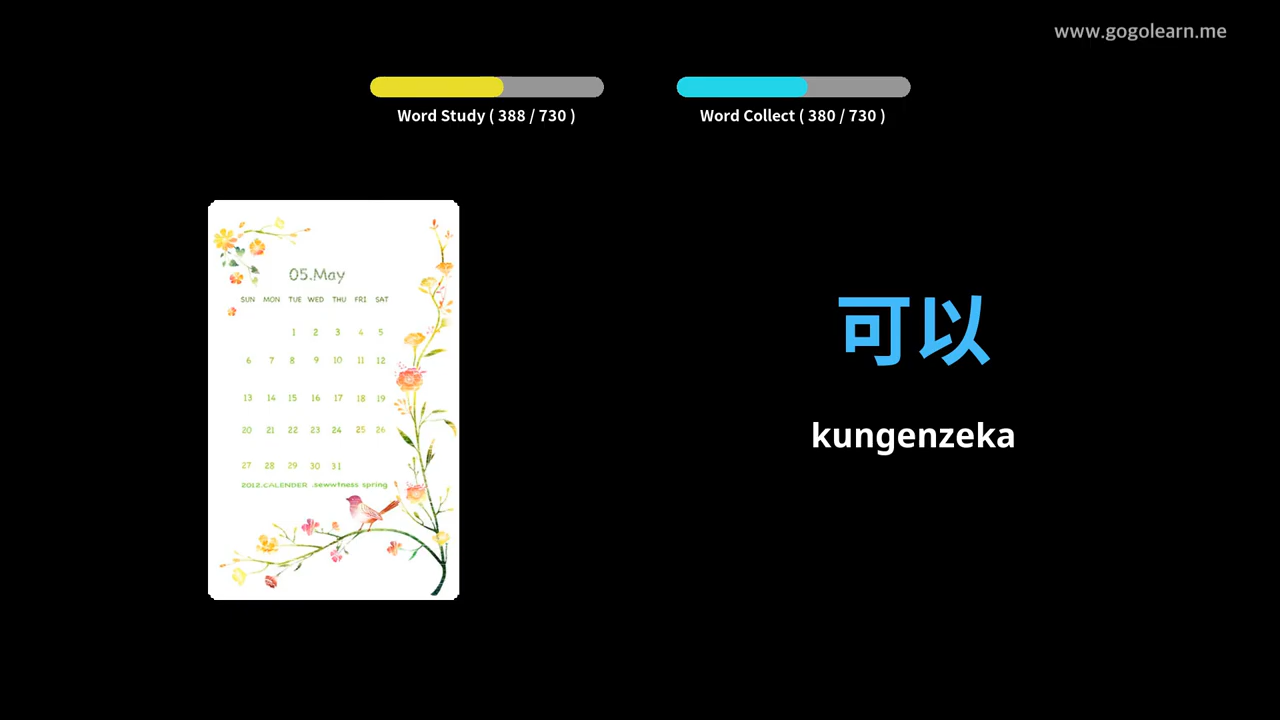 www.gogolearn.me
Word Study ( 388 / 730 )
Word Collect ( 380 / 730 )
05.May
SUN MON TUE WED THU FRI SAT
1 2 3 4 5
6 7 8 9 10 11 12
13 14 15 16 17 18 19
20 21 22 23 24 25 26
27 28 29 30 31
2012.CALENDER .sewwtness spring
可以
kungenzeka